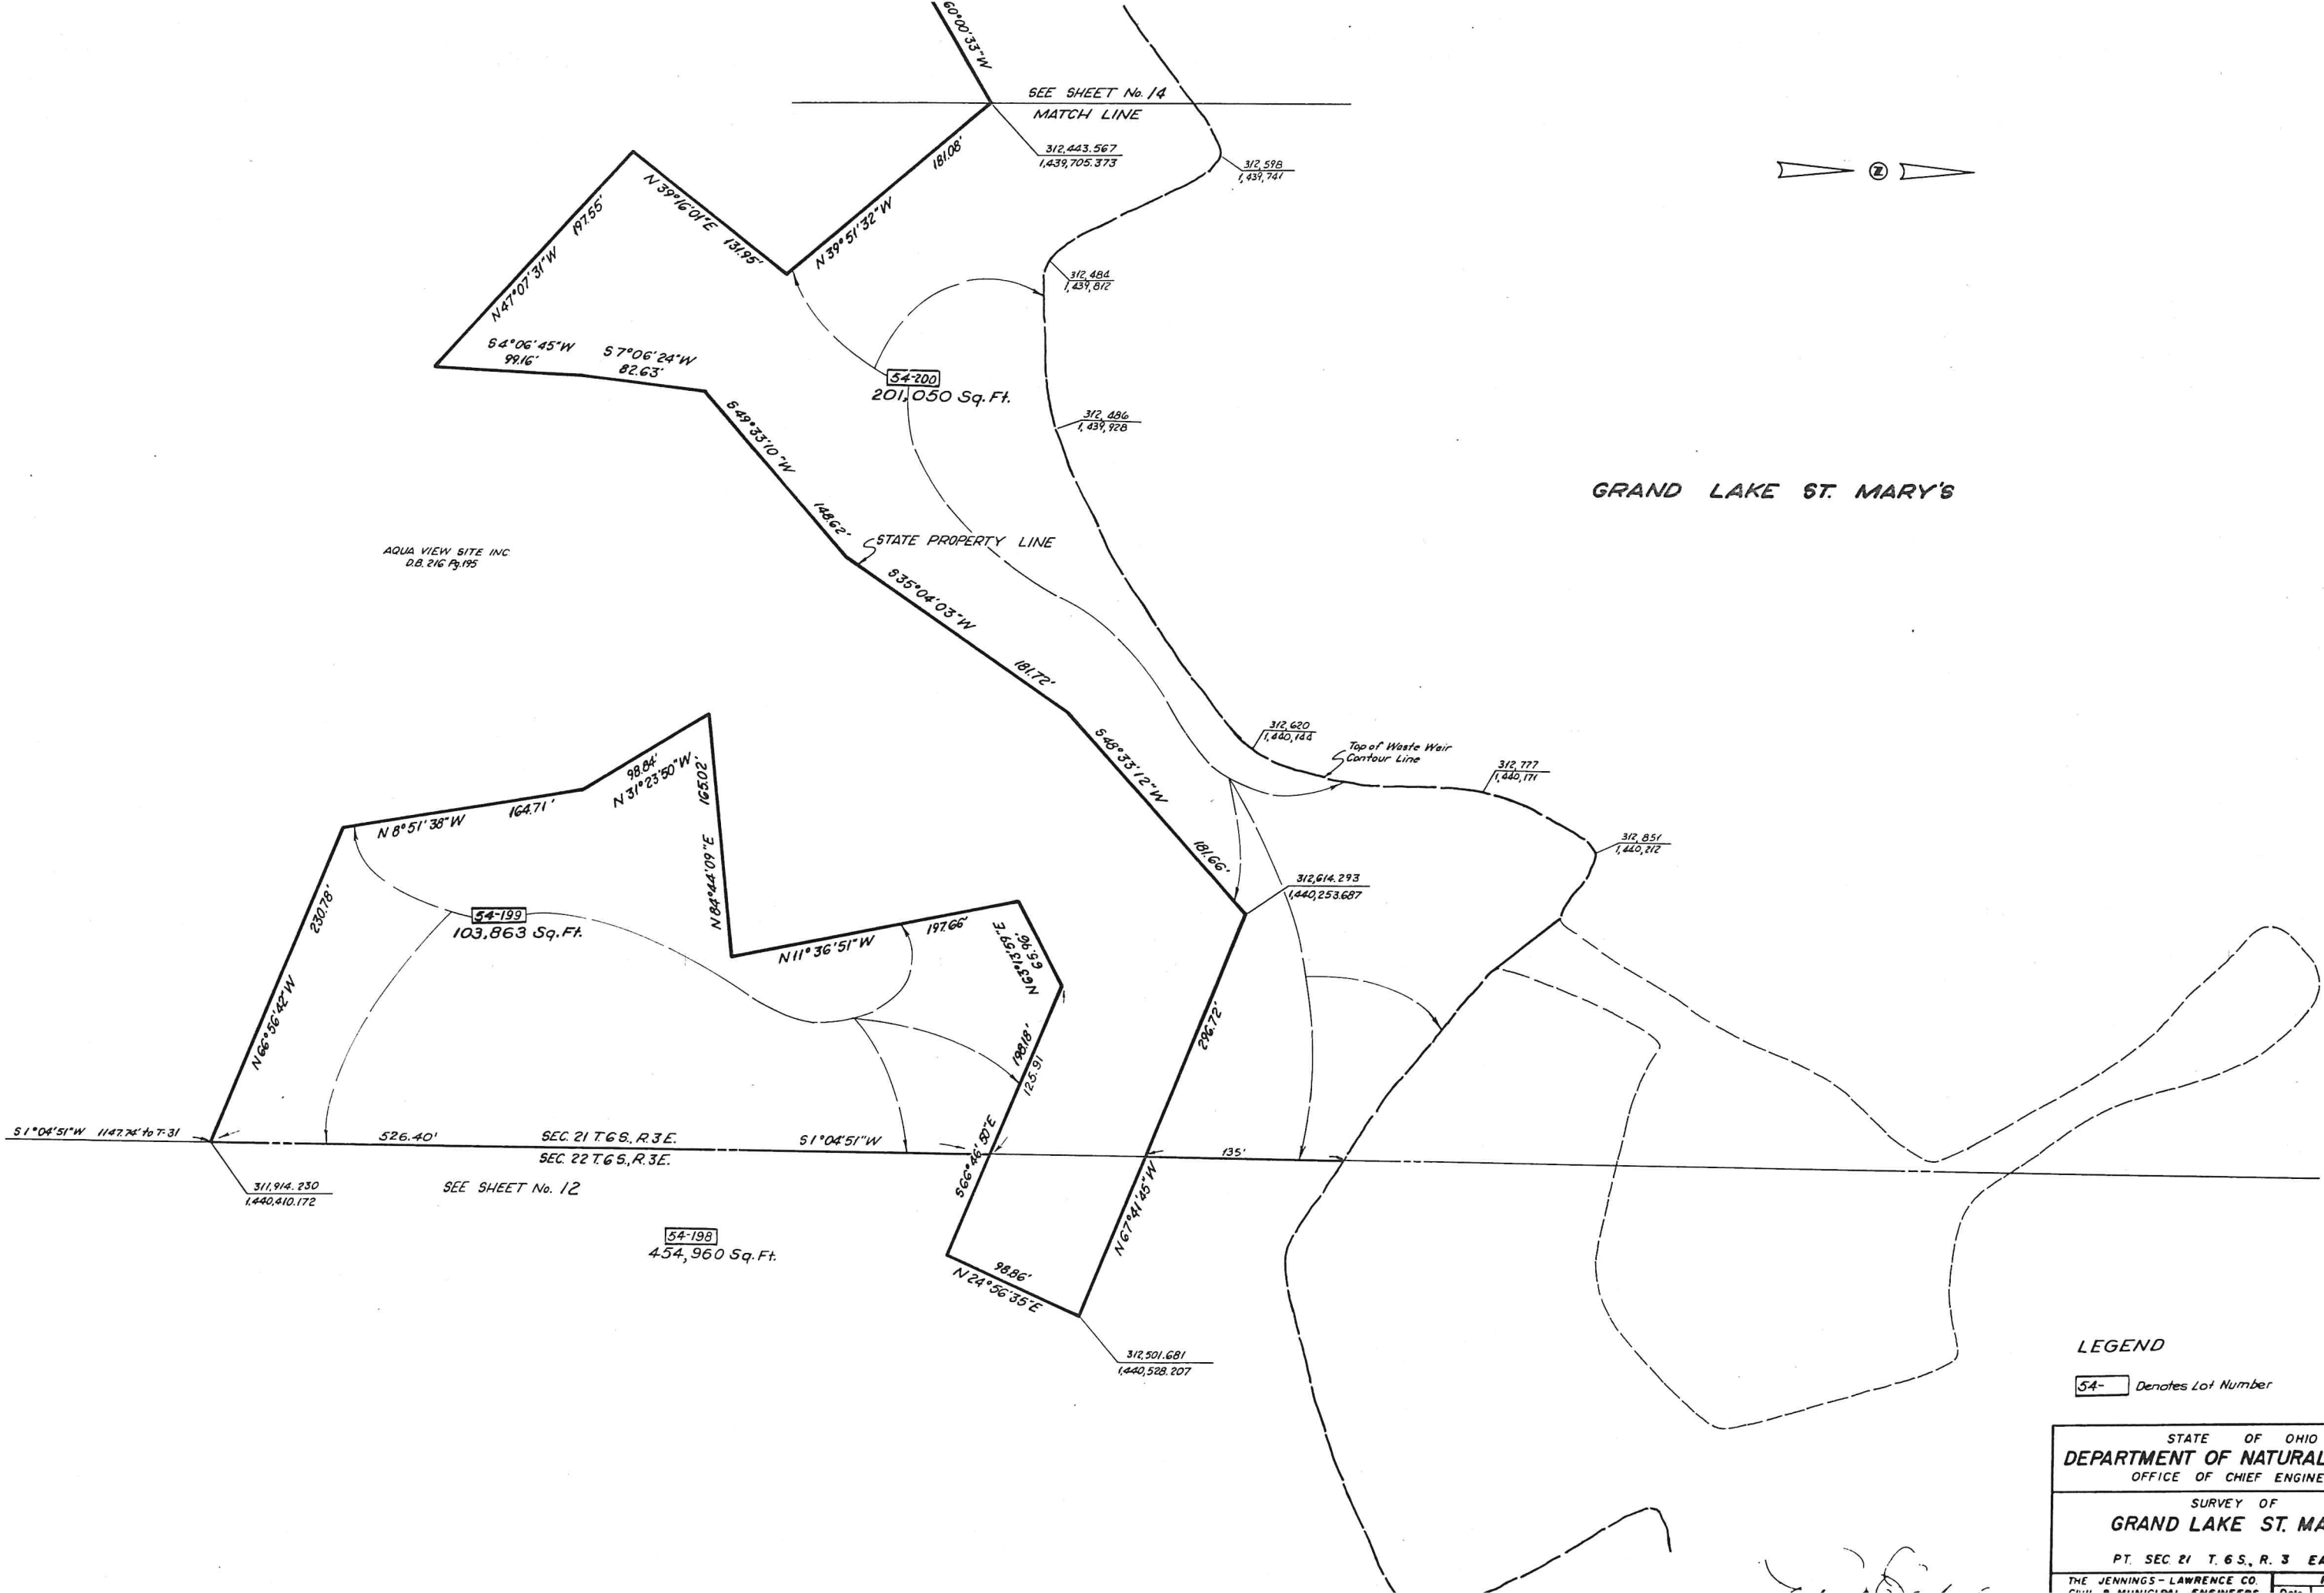 60°00'33"W
SEE SHEET No. 14
MATCH LINE
312,443.567
1,439,705.373
181.08'
N 39°51'32"W
312,598
1,439,741
N 39°16'01"E 131.95'
197.55'
N47°07'31"W
312,484
1,439,812
S 4°06'45"W
99.16'
S 7°06'24"W
82.63'
54-200
201,050 Sq. Ft.
312,486
1,439,928
S 49°33'10"W
148.62'
GRAND LAKE ST. MARY'S
AQUA VIEW SITE INC
D.B. 216 Pg. 195
STATE PROPERTY LINE
S 35°04'03"W
181.72'
312,620
1,440,144
Top of Waste Weir
Contour Line
312,777
1,440,171
S 48°33'12"W
181.66'
312,851
1,440,212
98.84'
N 31°23'50"W
165.02'
N 84°44'09"E
N 8°51'38"W 164.71'
312,614.293
1,440,253.687
230.78'
N 66°56'42"W
54-199
103,863 Sq. Ft.
N 11°36'51"W 197.66'
N63°13'59"E
65.96'
198.18'
125.91
S66°46'50"E
296.72'
N 67°41'45"W
S 1°04'51"W 1147.74' to T-31
526.40'
SEC. 21 T. 6 S., R. 3 E.
S 1°04'51"W
135'
SEC. 22 T. 6 S., R. 3 E.
311,914.230
1,440,410.172
SEE SHEET No. 12
54-198
454,960 Sq. Ft.
98.86'
N 24°56'35"E
312,501.681
1,440,528.207
LEGEND
54- Denotes Lot Number
STATE OF OHIO
DEPARTMENT OF NATURAL
OFFICE OF CHIEF ENGINE
SURVEY OF
GRAND LAKE ST. MA
PT. SEC. 21 T. 6 S., R. 3 EA
THE JENNINGS - LAWRENCE CO.
CIVIL & MUNICIPAL ENGINEERS